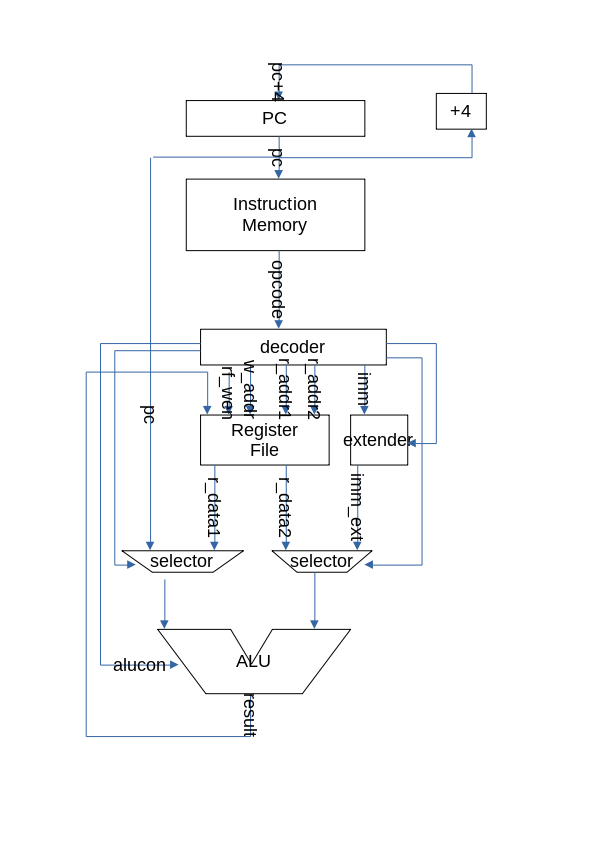 pc+4
+4
PC
pc
Instruction
Memory
opcode
decoder
rf_wen
w_addr
r_addr1
r_addr2
imm
pc
Register
File
extender
r_data1
r_data2
imm_ext
selector
selector
ALU
alucon
result